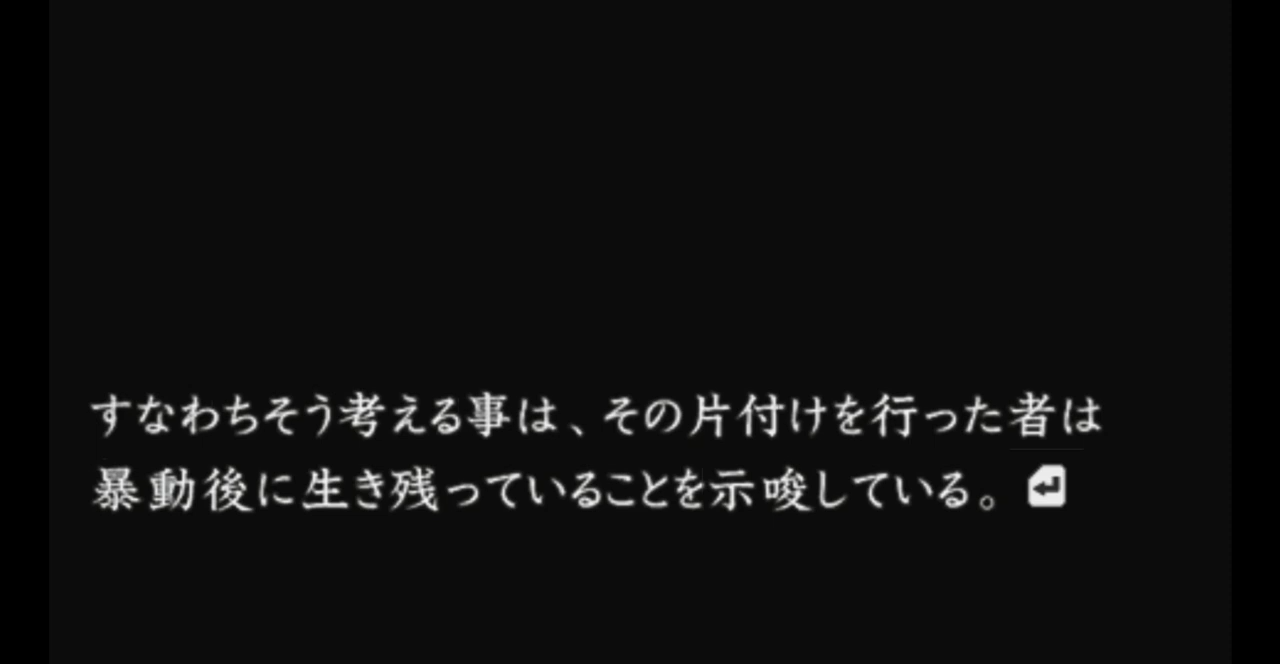 すなわちそう考える事は、その片付けを行った者は
暴動後に生き残っていることを示唆している。